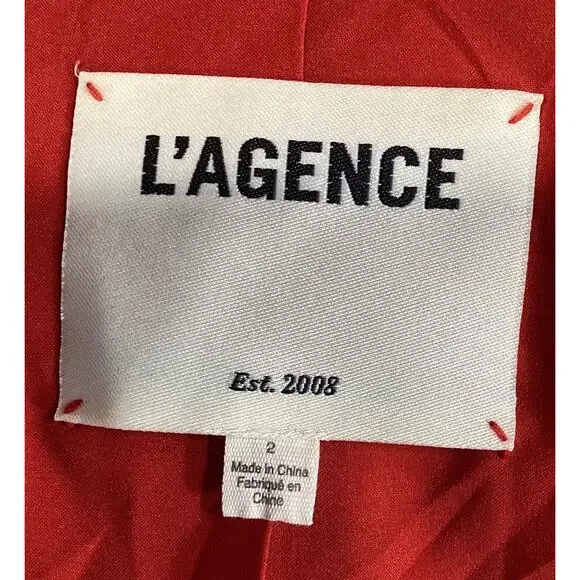 L'AGENCE
Est. 2008
2
Made in China
Fabriqué en
Chine